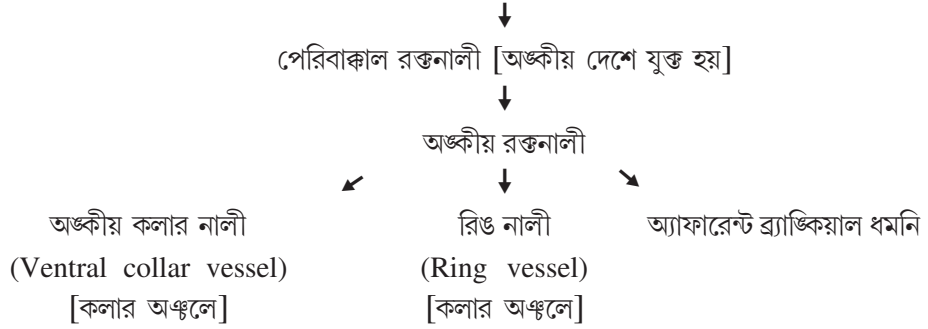 পেরিবাক্কাল রক্তনালী [অঙ্কীয় দেশে যুক্ত হয়]
অঙ্কীয় রক্তনালী
অঙ্কীয় কলার নালী রিঙ নালী অ্যাফারেন্ট ব্র্যাঙ্কিয়াল ধমনি
(Ventral collar vessel) (Ring vessel)
[কলার অঞ্চলে] [কলার অঞ্চলে]